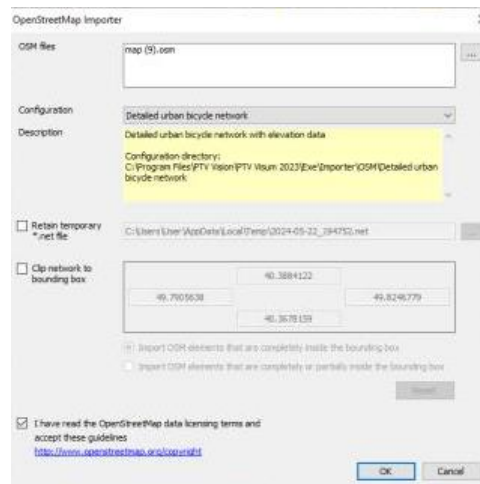 OpenStreetMap Importer
OSM files
map (9).osm
...
Configuration
Detailed urban bicycle network
Description
Detailed urban bicycle network with elevation data
Configuration directory:
C:\Program Files\PTV Vision\PTV Visum 2023\Exe\Importer\OSM\Detailed urban
bicycle network
Retain temporary
*.net file
C:\Users\User\AppData\Local\Temp\2024-05-22_294752.net
Clip network to
bounding box
40.3884122
49.7905638
49.8246779
40.3678159
Import OSM elements that are completely inside the bounding box
Import OSM elements that are completely or partially inside the bounding box
I have read the OpenStreetMap data licensing terms and
accept these guidelines
http://www.openstreetmap.org/copyright
OK
Cancel